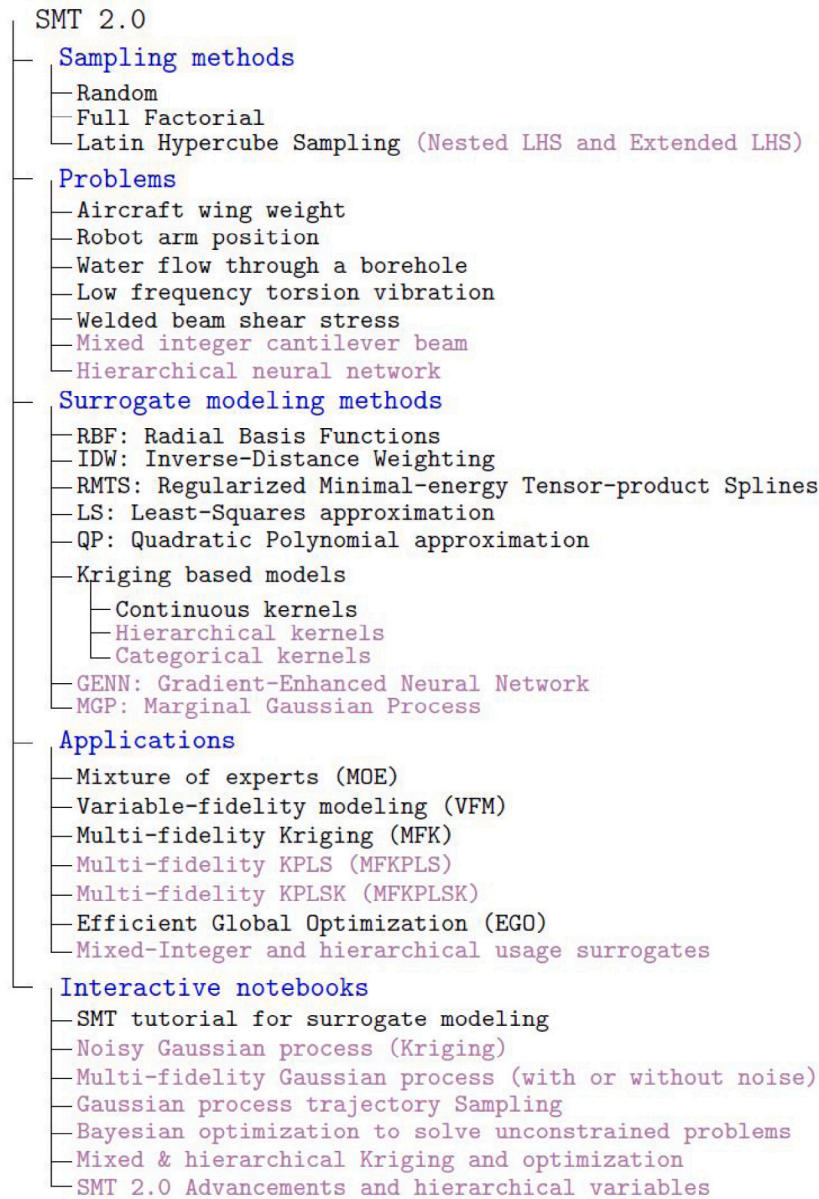 SMT 2.0
Sampling methods
Random
Full Factorial
Latin Hypercube Sampling (Nested LHS and Extended LHS)
Problems
Aircraft wing weight
Robot arm position
Water flow through a borehole
Low frequency torsion vibration
Welded beam shear stress
Mixed integer cantilever beam
Hierarchical neural network
Surrogate modeling methods
RBF: Radial Basis Functions
IDW: Inverse-Distance Weighting
RMTS: Regularized Minimal-energy Tensor-product Splines
LS: Least-Squares approximation
QP: Quadratic Polynomial approximation
Kriging based models
Continuous kernels
Hierarchical kernels
Categorical kernels
GENN: Gradient-Enhanced Neural Network
MGP: Marginal Gaussian Process
Applications
Mixture of experts (MOE)
Variable-fidelity modeling (VFM)
Multi-fidelity Kriging (MFK)
Multi-fidelity KPLS (MFKPLS)
Multi-fidelity KPLSK (MFKPLSK)
Efficient Global Optimization (EGO)
Mixed-Integer and hierarchical usage surrogates
Interactive notebooks
SMT tutorial for surrogate modeling
Noisy Gaussian process (Kriging)
Multi-fidelity Gaussian process (with or without noise)
Gaussian process trajectory Sampling
Bayesian optimization to solve unconstrained problems
Mixed & hierarchical Kriging and optimization
SMT 2.0 Advancements and hierarchical variables